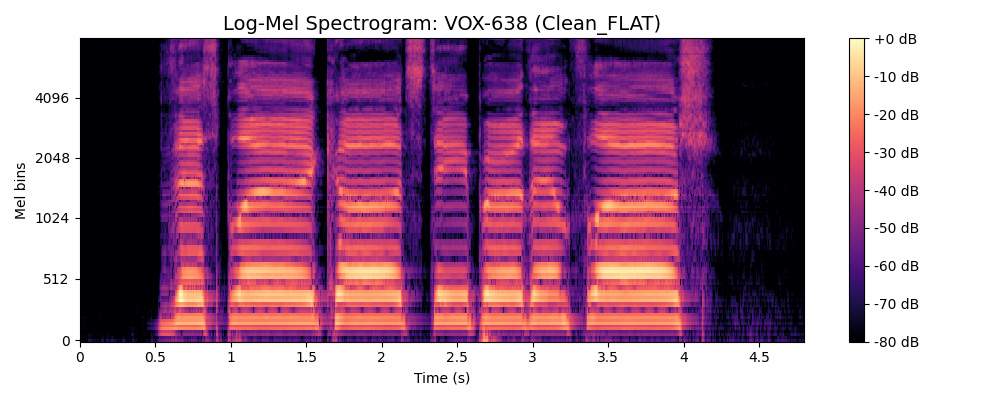 Log-Mel Spectrogram: VOX-638 (Clean_FLAT)
Mel bins
4096
2048
1024
512
0
0
0.5
1
1.5
2
2.5
3
3.5
4
4.5
Time (s)
+0 dB
-10 dB
-20 dB
-30 dB
-40 dB
-50 dB
-60 dB
-70 dB
-80 dB